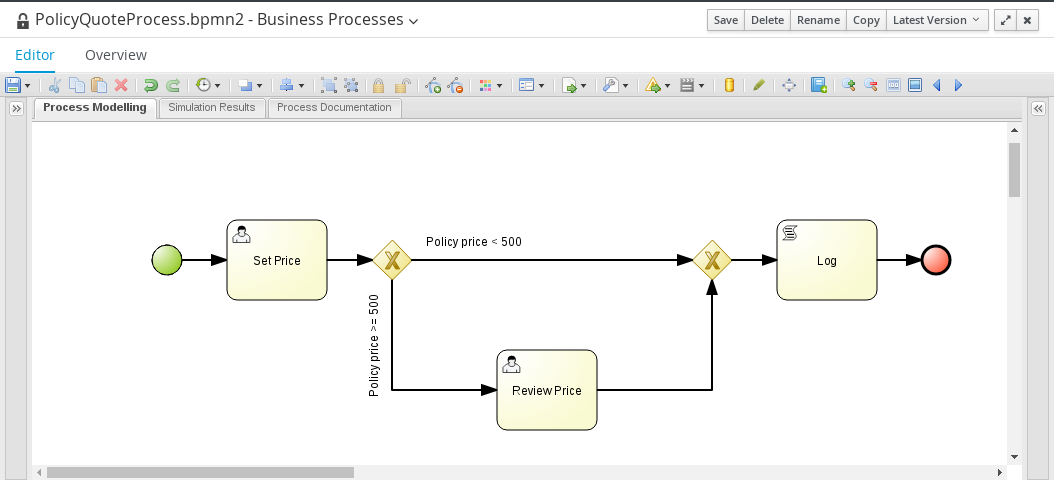 PolicyQuoteProcess.bpmn2 - Business Processes
Save Delete Rename Copy Latest Version
Editor Overview
Process Modelling Simulation Results Process Documentation
Policy price < 500
Set Price
Log
Policy price >= 500
Review Price